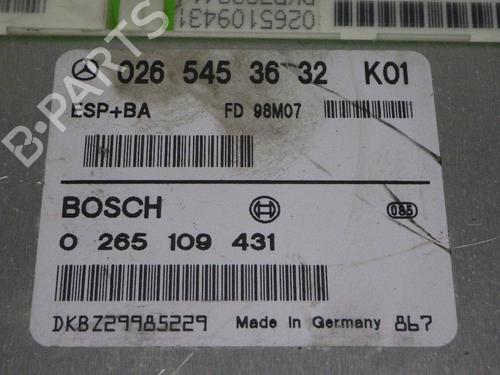 DKBZ29984
0265109431
026 545 36 32 K01
ESP+BA FD 98M07
B-PARTS
BOSCH 085
0 265 109 431
DKBZ29985229 Made in Germany 867